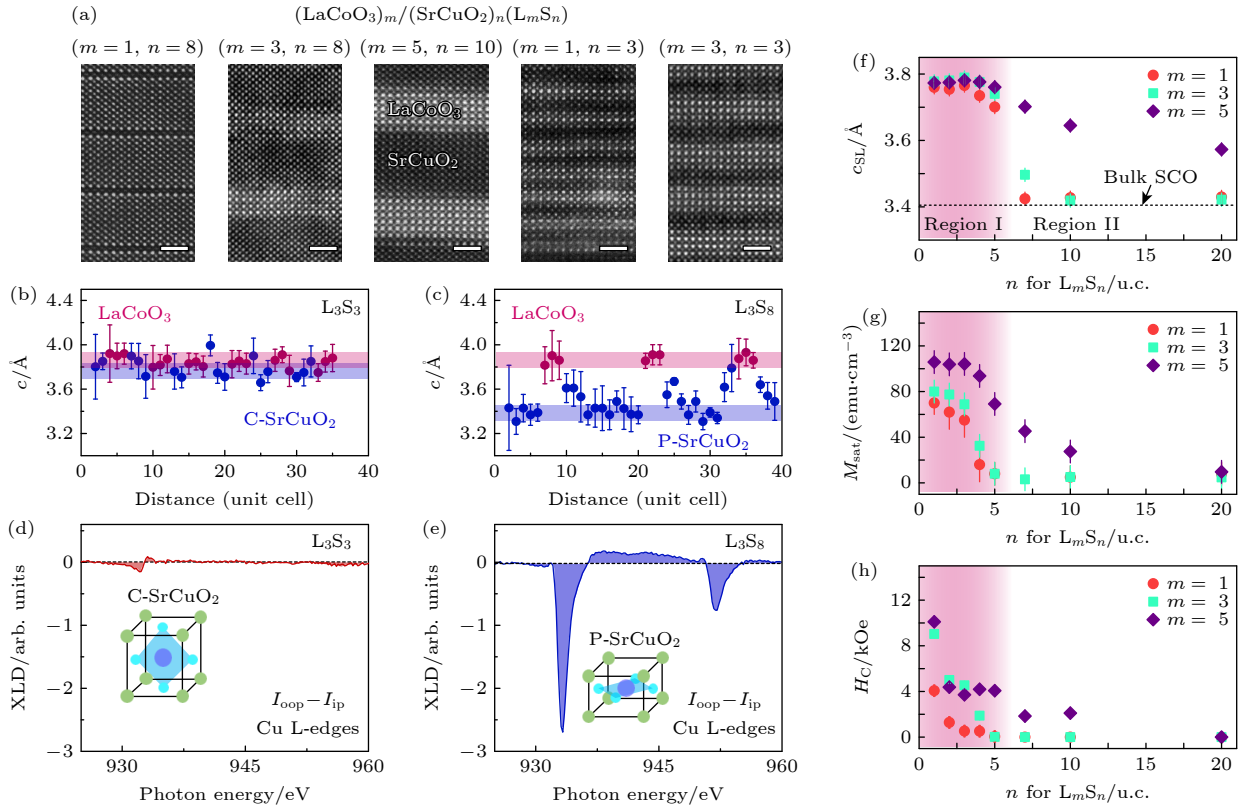 (a)
(LaCoO₃)ₘ/(SrCuO₂)ₙ(LₘSₙ)
(m = 1, n = 8)
(m = 3, n = 8)
(m = 5, n = 10)
(m = 1, n = 3)
(m = 3, n = 3)
LaCoO₃
SrCuO₂
(b)
4.4
4.0
3.6
3.2
c/Å
LaCoO₃
L₃S₃
C-SrCuO₂
0
10
20
30
40
Distance (unit cell)
(c)
4.4
4.0
3.6
3.2
c/Å
LaCoO₃
L₃S₈
P-SrCuO₂
0
10
20
30
40
Distance (unit cell)
(d)
0
−1
−2
−3
XLD/arb. units
L₃S₃
C-SrCuO₂
Iₒₒₚ−Iᵢₚ
Cu L-edges
930
945
960
Photon energy/eV
(e)
0
−1
−2
−3
XLD/arb. units
L₃S₈
P-SrCuO₂
Iₒₒₚ−Iᵢₚ
Cu L-edges
930
945
960
Photon energy/eV
(f)
3.8
3.6
3.4
c_SL/Å
m = 1
m = 3
m = 5
Bulk SCO
Region I
Region II
0
5
10
15
20
n for LₘSₙ/u.c.
(g)
120
80
40
0
M_sat/(emu·cm⁻³)
m = 1
m = 3
m = 5
0
5
10
15
20
n for LₘSₙ/u.c.
(h)
12
8
4
0
H_C/kOe
m = 1
m = 3
m = 5
0
5
10
15
20
n for LₘSₙ/u.c.